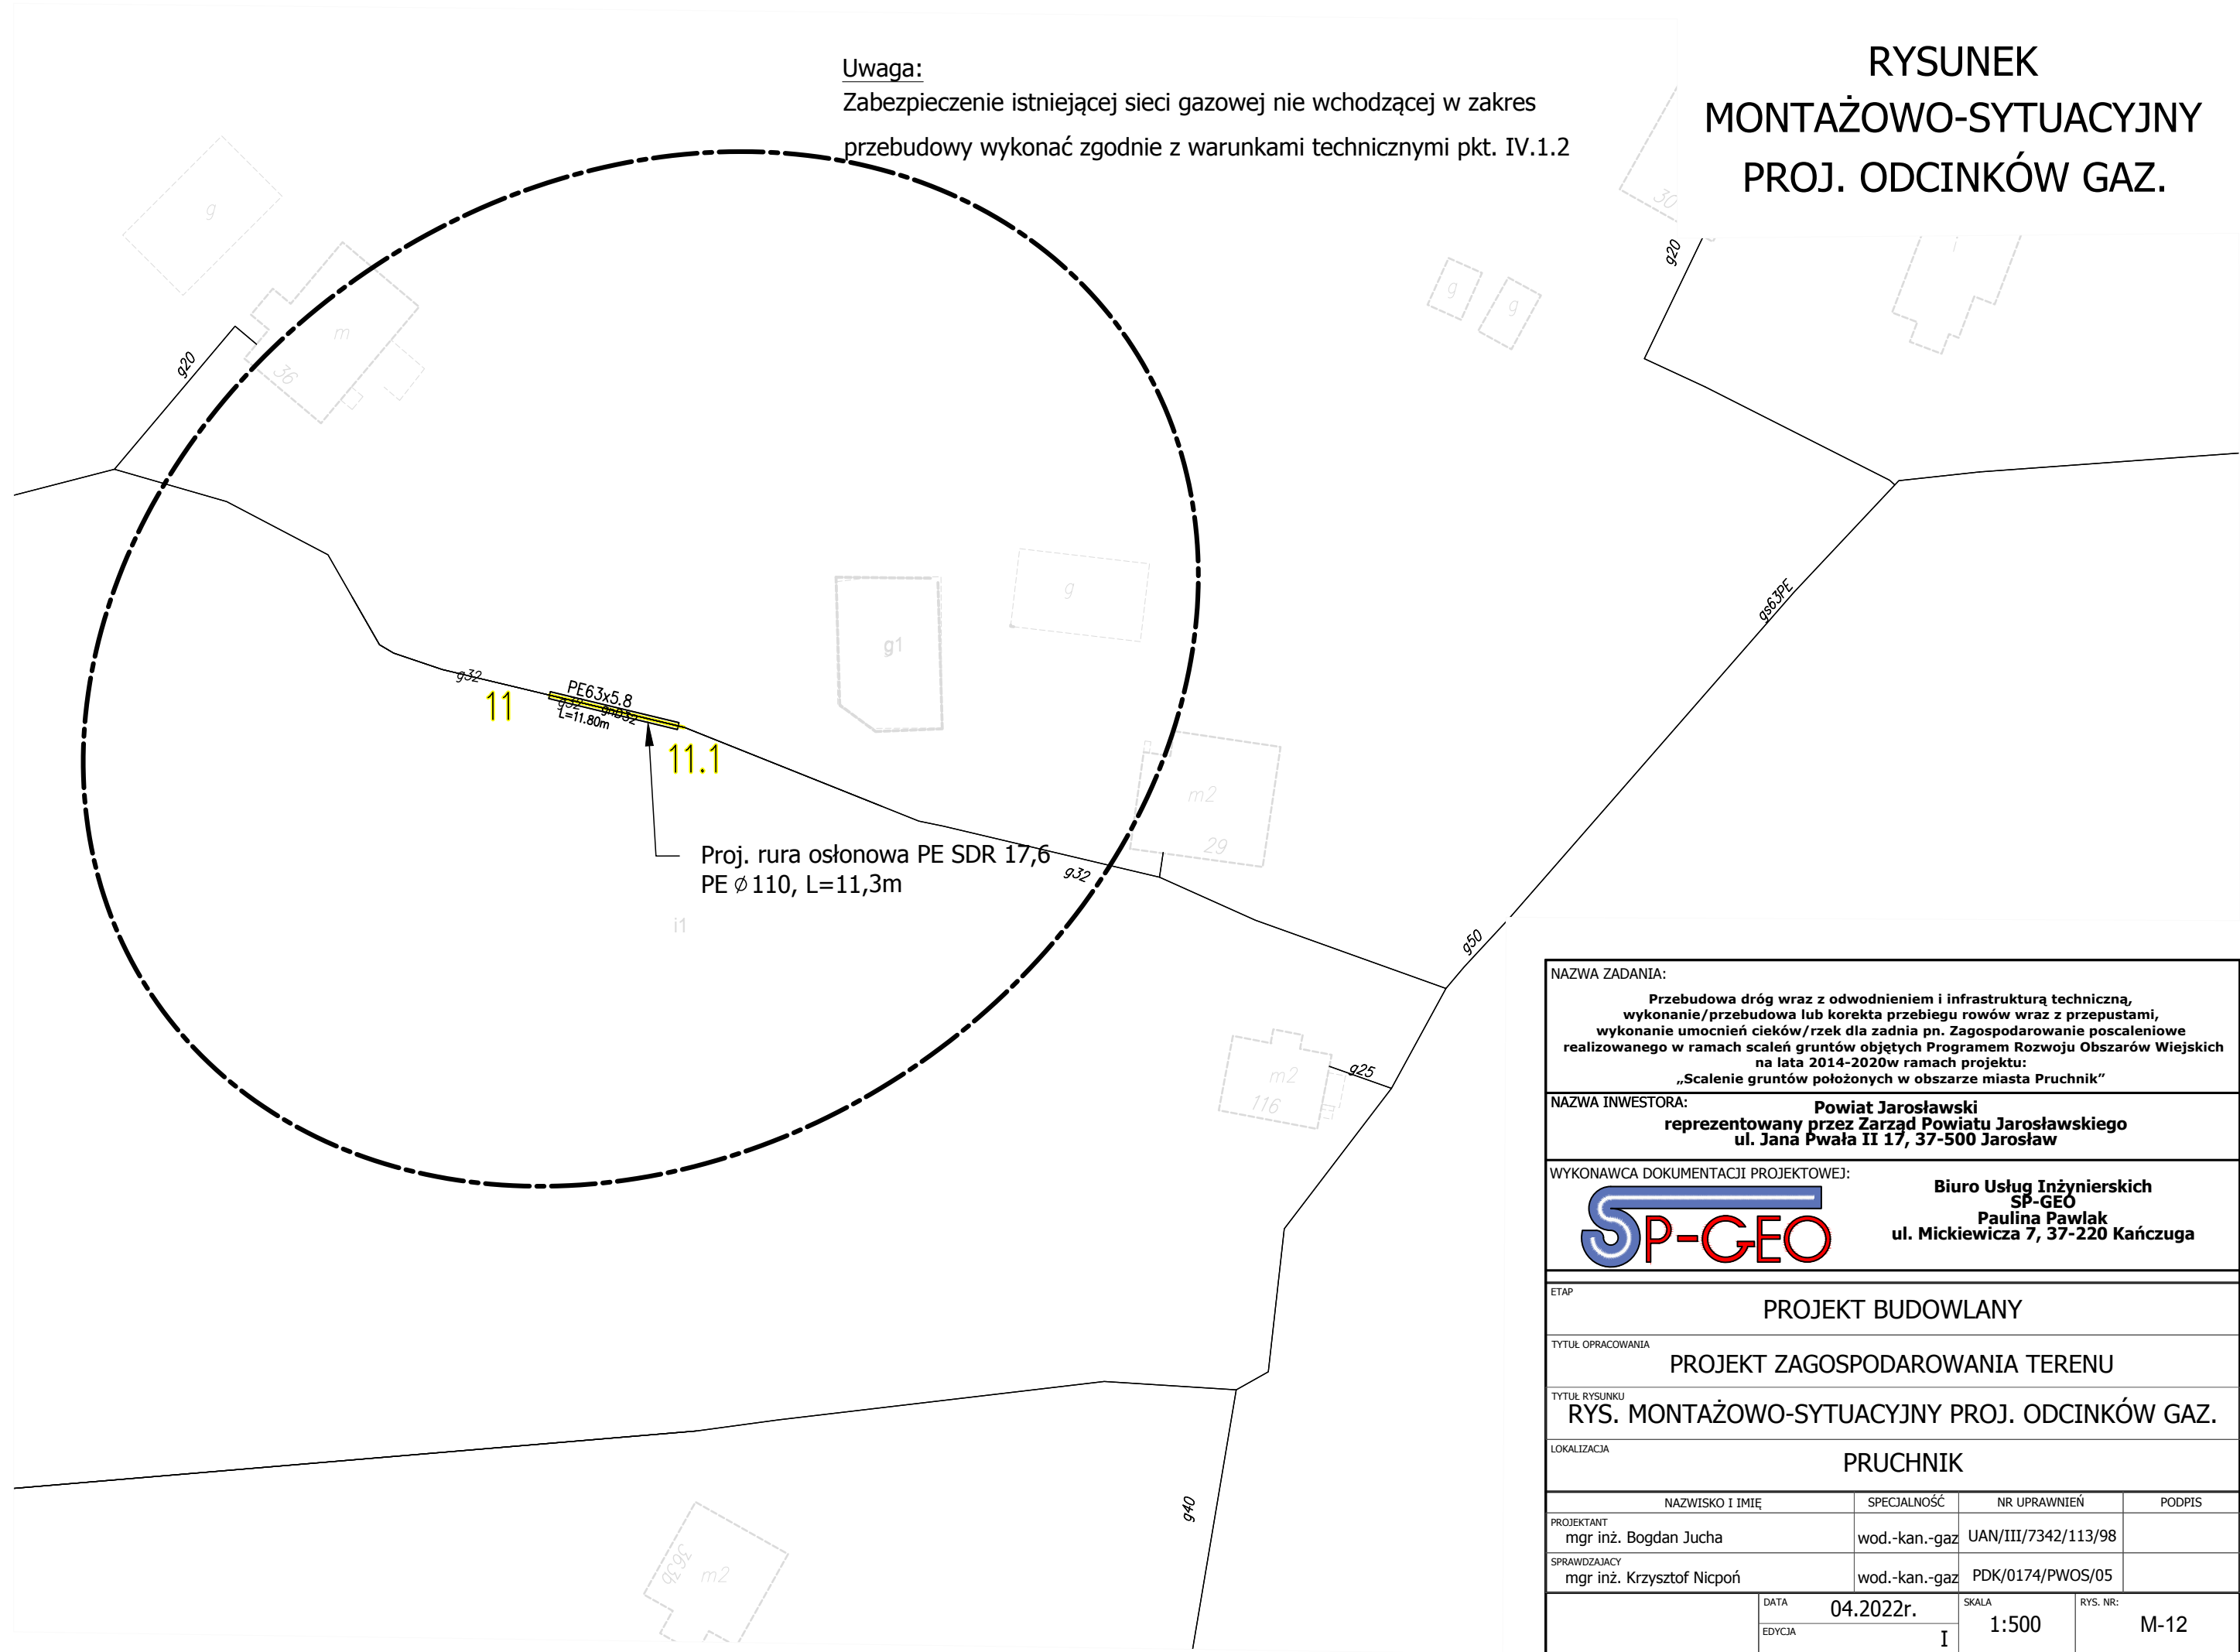 Uwaga:
Zabezpieczenie istniejącej sieci gazowej nie wchodzącej w zakres
przebudowy wykonać zgodnie z warunkami technicznymi pkt. IV.1.2
RYSUNEK
MONTAŻOWO-SYTUACYJNY
PROJ. ODCINKÓW GAZ.
g
m
36
g20
30
g20
i
g
g
g1
g
gs63PE
g32
11
PE63x5.8
g32 gnD32
L=11.80m
11.1
Proj. rura osłonowa PE SDR 17,6
PE ⌀110, L=11,3m
g32
m2
29
i1
g50
m2
116
g25
g40
363b
m2
NAZWA ZADANIA:
Przebudowa dróg wraz z odwodnieniem i infrastrukturą techniczną,
wykonanie/przebudowa lub korekta przebiegu rowów wraz z przepustami,
wykonanie umocnień cieków/rzek dla zadnia pn. Zagospodarowanie poscaleniowe
realizowanego w ramach scaleń gruntów objętych Programem Rozwoju Obszarów Wiejskich
na lata 2014-2020w ramach projektu:
„Scalenie gruntów położonych w obszarze miasta Pruchnik”
NAZWA INWESTORA:
Powiat Jarosławski
reprezentowany przez Zarząd Powiatu Jarosławskiego
ul. Jana Pwała II 17, 37-500 Jarosław
WYKONAWCA DOKUMENTACJI PROJEKTOWEJ:
SP-GEO
Biuro Usług Inżynierskich
SP-GEO
Paulina Pawlak
ul. Mickiewicza 7, 37-220 Kańczuga
ETAP
PROJEKT BUDOWLANY
TYTUŁ OPRACOWANIA
PROJEKT ZAGOSPODAROWANIA TERENU
TYTUŁ RYSUNKU
RYS. MONTAŻOWO-SYTUACYJNY PROJ. ODCINKÓW GAZ.
LOKALIZACJA
PRUCHNIK
NAZWISKO I IMIĘ SPECJALNOŚĆ NR UPRAWNIEŃ PODPIS
PROJEKTANT
mgr inż. Bogdan Jucha wod.-kan.-gaz UAN/III/7342/113/98
SPRAWDZAJACY
mgr inż. Krzysztof Nicpoń wod.-kan.-gaz PDK/0174/PWOS/05
DATA 04.2022r. SKALA 1:500 RYS. NR: M-12
EDYCJA I